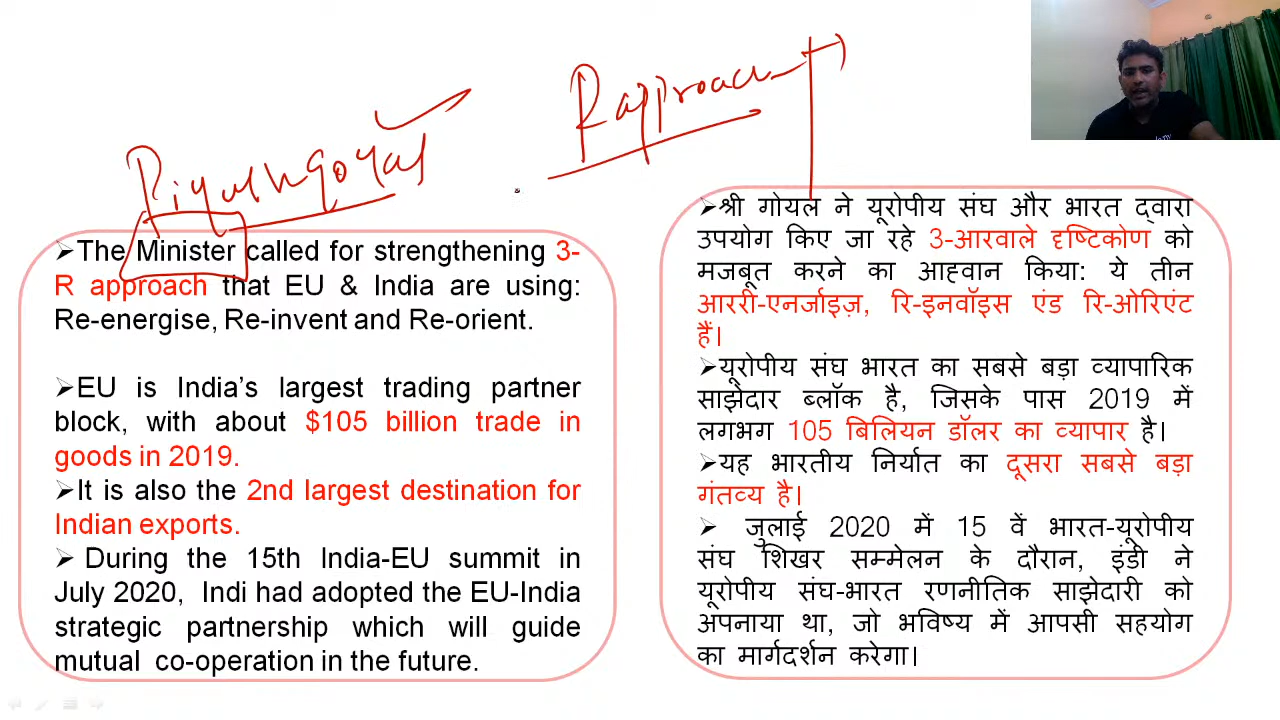 Piyush Goyal
Rapproach
➢The Minister called for strengthening 3-
R approach that EU & India are using:
Re-energise, Re-invent and Re-orient.
➢EU is India’s largest trading partner
block, with about $105 billion trade in
goods in 2019.
➢It is also the 2nd largest destination for
Indian exports.
➢ During the 15th India-EU summit in
July 2020, Indi had adopted the EU-India
strategic partnership which will guide
mutual co-operation in the future.
➢श्री गोयल ने यूरोपीय संघ और भारत द्वारा
उपयोग किए जा रहे 3-आरवाले दृष्टिकोण को
मजबूत करने का आह्वान किया: ये तीन
आररी-एनर्जाइज़, रि-इनवॉइस एंड रि-ओरिएंट
हैं।
➢यूरोपीय संघ भारत का सबसे बड़ा व्यापारिक
साझेदार ब्लॉक है, जिसके पास 2019 में
लगभग 105 बिलियन डॉलर का व्यापार है।
➢यह भारतीय निर्यात का दूसरा सबसे बड़ा
गंतव्य है।
➢ जुलाई 2020 में 15 वें भारत-यूरोपीय
संघ शिखर सम्मेलन के दौरान, इंडी ने
यूरोपीय संघ-भारत रणनीतिक साझेदारी को
अपनाया था, जो भविष्य में आपसी सहयोग
का मार्गदर्शन करेगा।